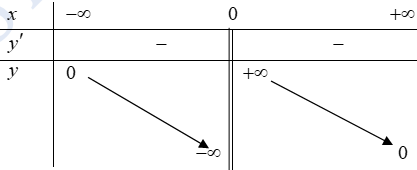 x −∞ 0 +∞
y′ − −
y 0 +∞
−∞ 0